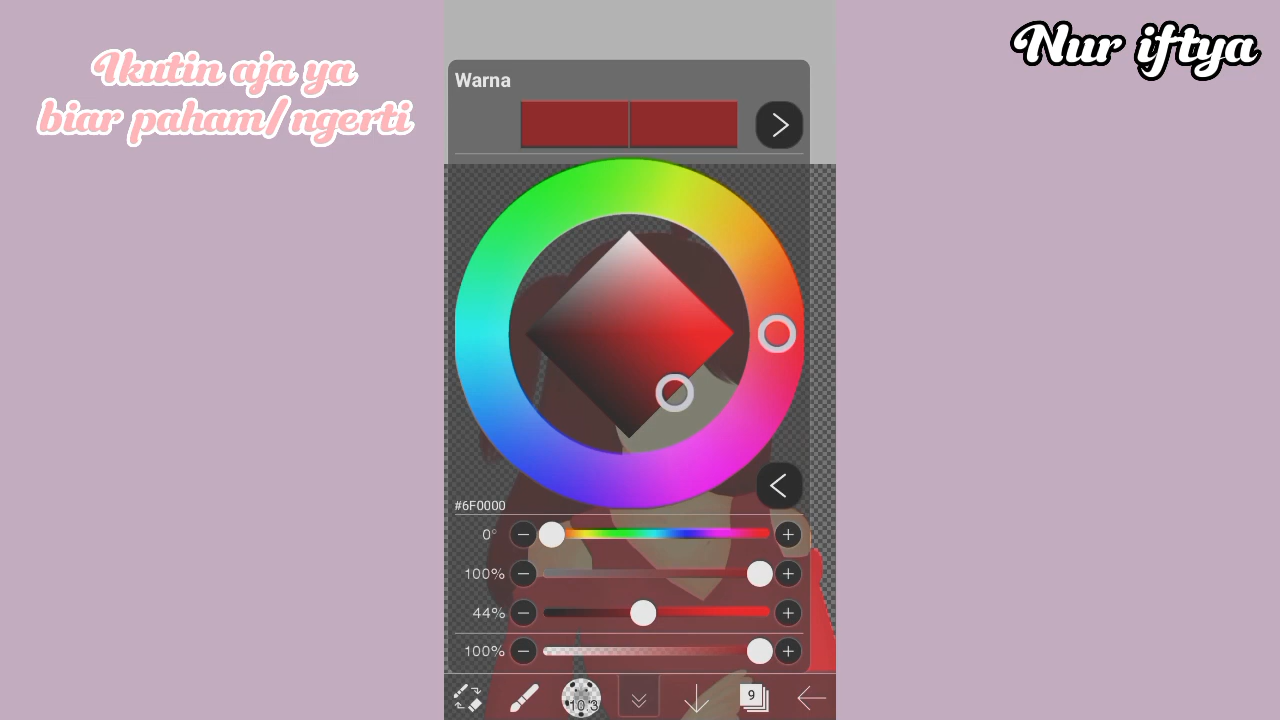 Ikutin aja ya
biar paham/ngerti
Nur iftya
Warna
#6F0000
0°
100%
44%
100%
10.3
9